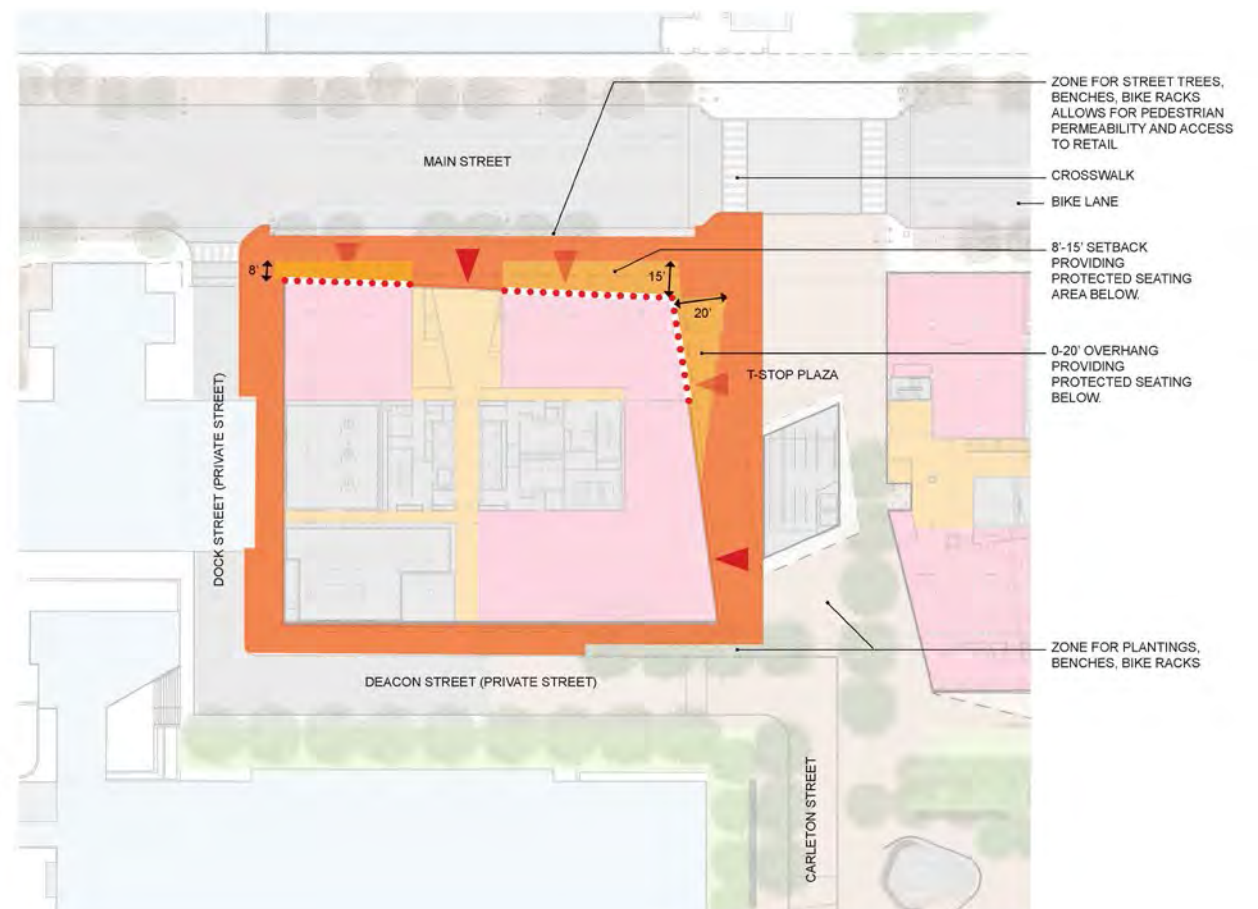 ZONE FOR STREET TREES,
BENCHES, BIKE RACKS
ALLOWS FOR PEDESTRIAN
PERMEABILITY AND ACCESS
TO RETAIL
MAIN STREET
CROSSWALK
BIKE LANE
8'-15' SETBACK
PROVIDING
PROTECTED SEATING
AREA BELOW.
8'
15'
20'
0-20' OVERHANG
PROVIDING
PROTECTED SEATING
BELOW.
T-STOP PLAZA
DOCK STREET (PRIVATE STREET)
ZONE FOR PLANTINGS,
BENCHES, BIKE RACKS
DEACON STREET (PRIVATE STREET)
CARLETON STREET